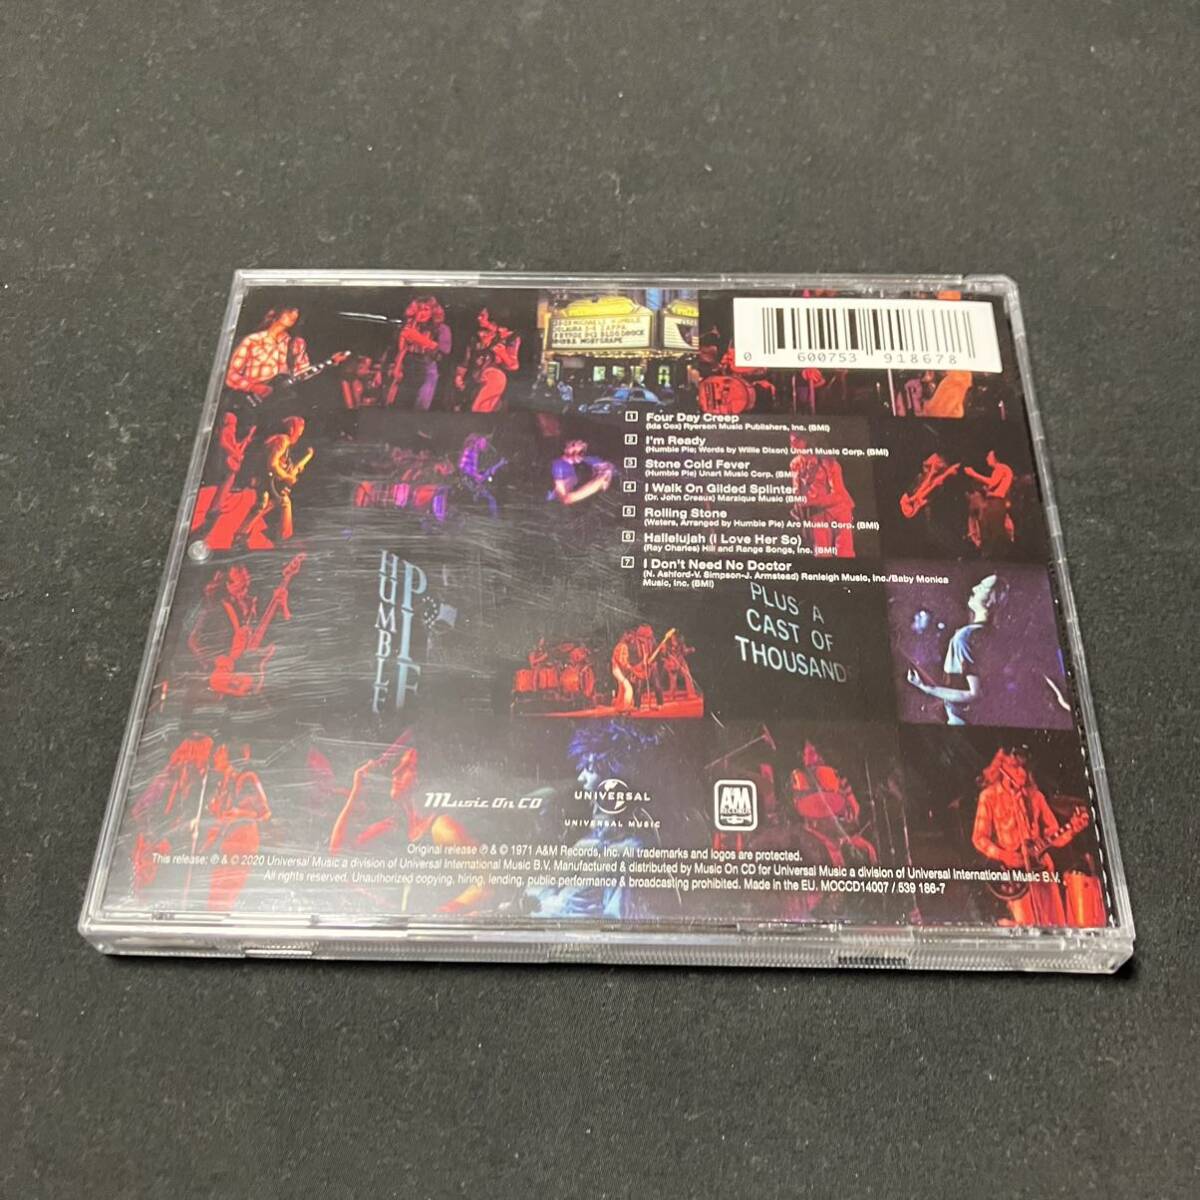 0 600753 918678
1 Four Day Creep
(Ida Cox) Ryerson Music Publishers, Inc. (BMI)
2 I'm Ready
(Humble Pie; Words by Willie Dixon) Unart Music Corp. (BMI)
3 Stone Cold Fever
(Humble Pie) Unart Music Corp. (BMI)
4 I Walk On Gilded Splinter
(Dr. John Creaux) Marzique Music (BMI)
5 Rolling Stone
(Waters, Arranged by Humble Pie) Arc Music Corp. (BMI)
6 Hallelujah (I Love Her So)
(Ray Charles) Hill and Range Songs, Inc. (BMI)
7 I Don't Need No Doctor
(N. Ashford-V. Simpson-J. Armstead) Renleigh Music, Inc./Baby Monica
Music, Inc. (BMI)
HUMBLE
PIE
PLUS A
CAST OF
THOUSAND
Music On CD
UNIVERSAL
UNIVERSAL MUSIC
A&M
RECORDS
Original release ℗ & © 1971 A&M Records, Inc. All trademarks and logos are protected.
This release: ℗ & © 2020 Universal Music a division of Universal International Music B.V. Manufactured & distributed by Music On CD for Universal Music a division of Universal International Music B.V.
All rights reserved. Unauthorized copying, hiring, lending, public performance & broadcasting prohibited. Made in the EU. MOCCD14007 / 539 186-7